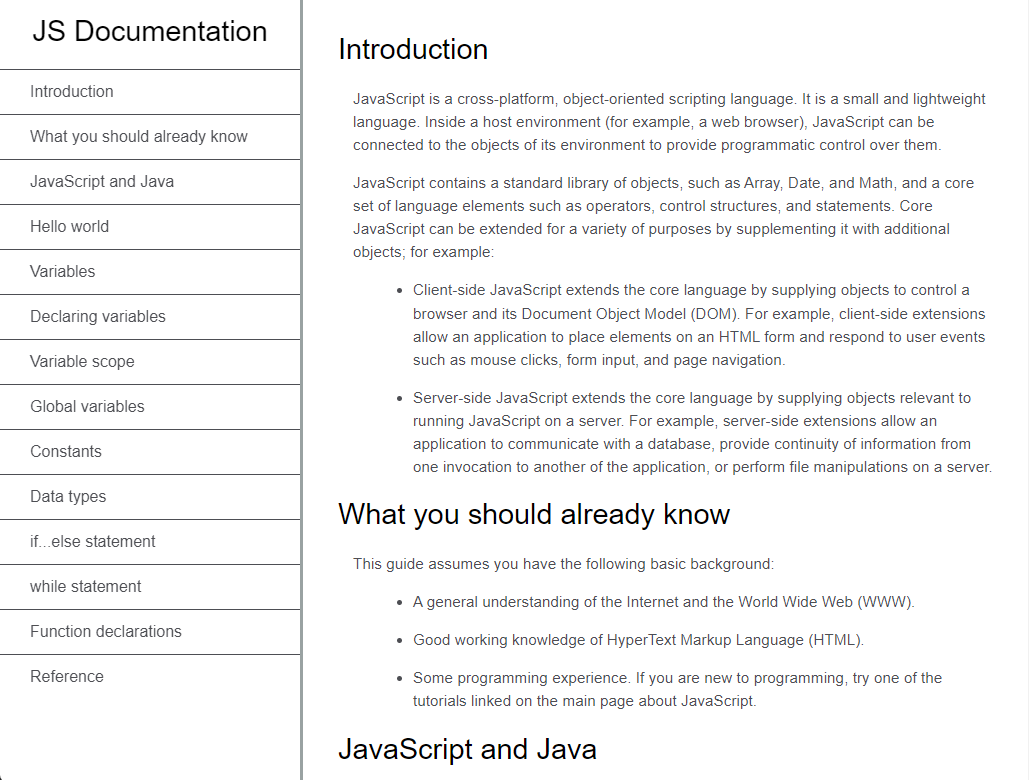 JS Documentation
Introduction
What you should already know
JavaScript and Java
Hello world
Variables
Declaring variables
Variable scope
Global variables
Constants
Data types
if...else statement
while statement
Function declarations
Reference
Introduction
JavaScript is a cross-platform, object-oriented scripting language. It is a small and lightweight
language. Inside a host environment (for example, a web browser), JavaScript can be
connected to the objects of its environment to provide programmatic control over them.
JavaScript contains a standard library of objects, such as Array, Date, and Math, and a core
set of language elements such as operators, control structures, and statements. Core
JavaScript can be extended for a variety of purposes by supplementing it with additional
objects; for example:
• Client-side JavaScript extends the core language by supplying objects to control a
browser and its Document Object Model (DOM). For example, client-side extensions
allow an application to place elements on an HTML form and respond to user events
such as mouse clicks, form input, and page navigation.
• Server-side JavaScript extends the core language by supplying objects relevant to
running JavaScript on a server. For example, server-side extensions allow an
application to communicate with a database, provide continuity of information from
one invocation to another of the application, or perform file manipulations on a server.
What you should already know
This guide assumes you have the following basic background:
• A general understanding of the Internet and the World Wide Web (WWW).
• Good working knowledge of HyperText Markup Language (HTML).
• Some programming experience. If you are new to programming, try one of the
tutorials linked on the main page about JavaScript.
JavaScript and Java